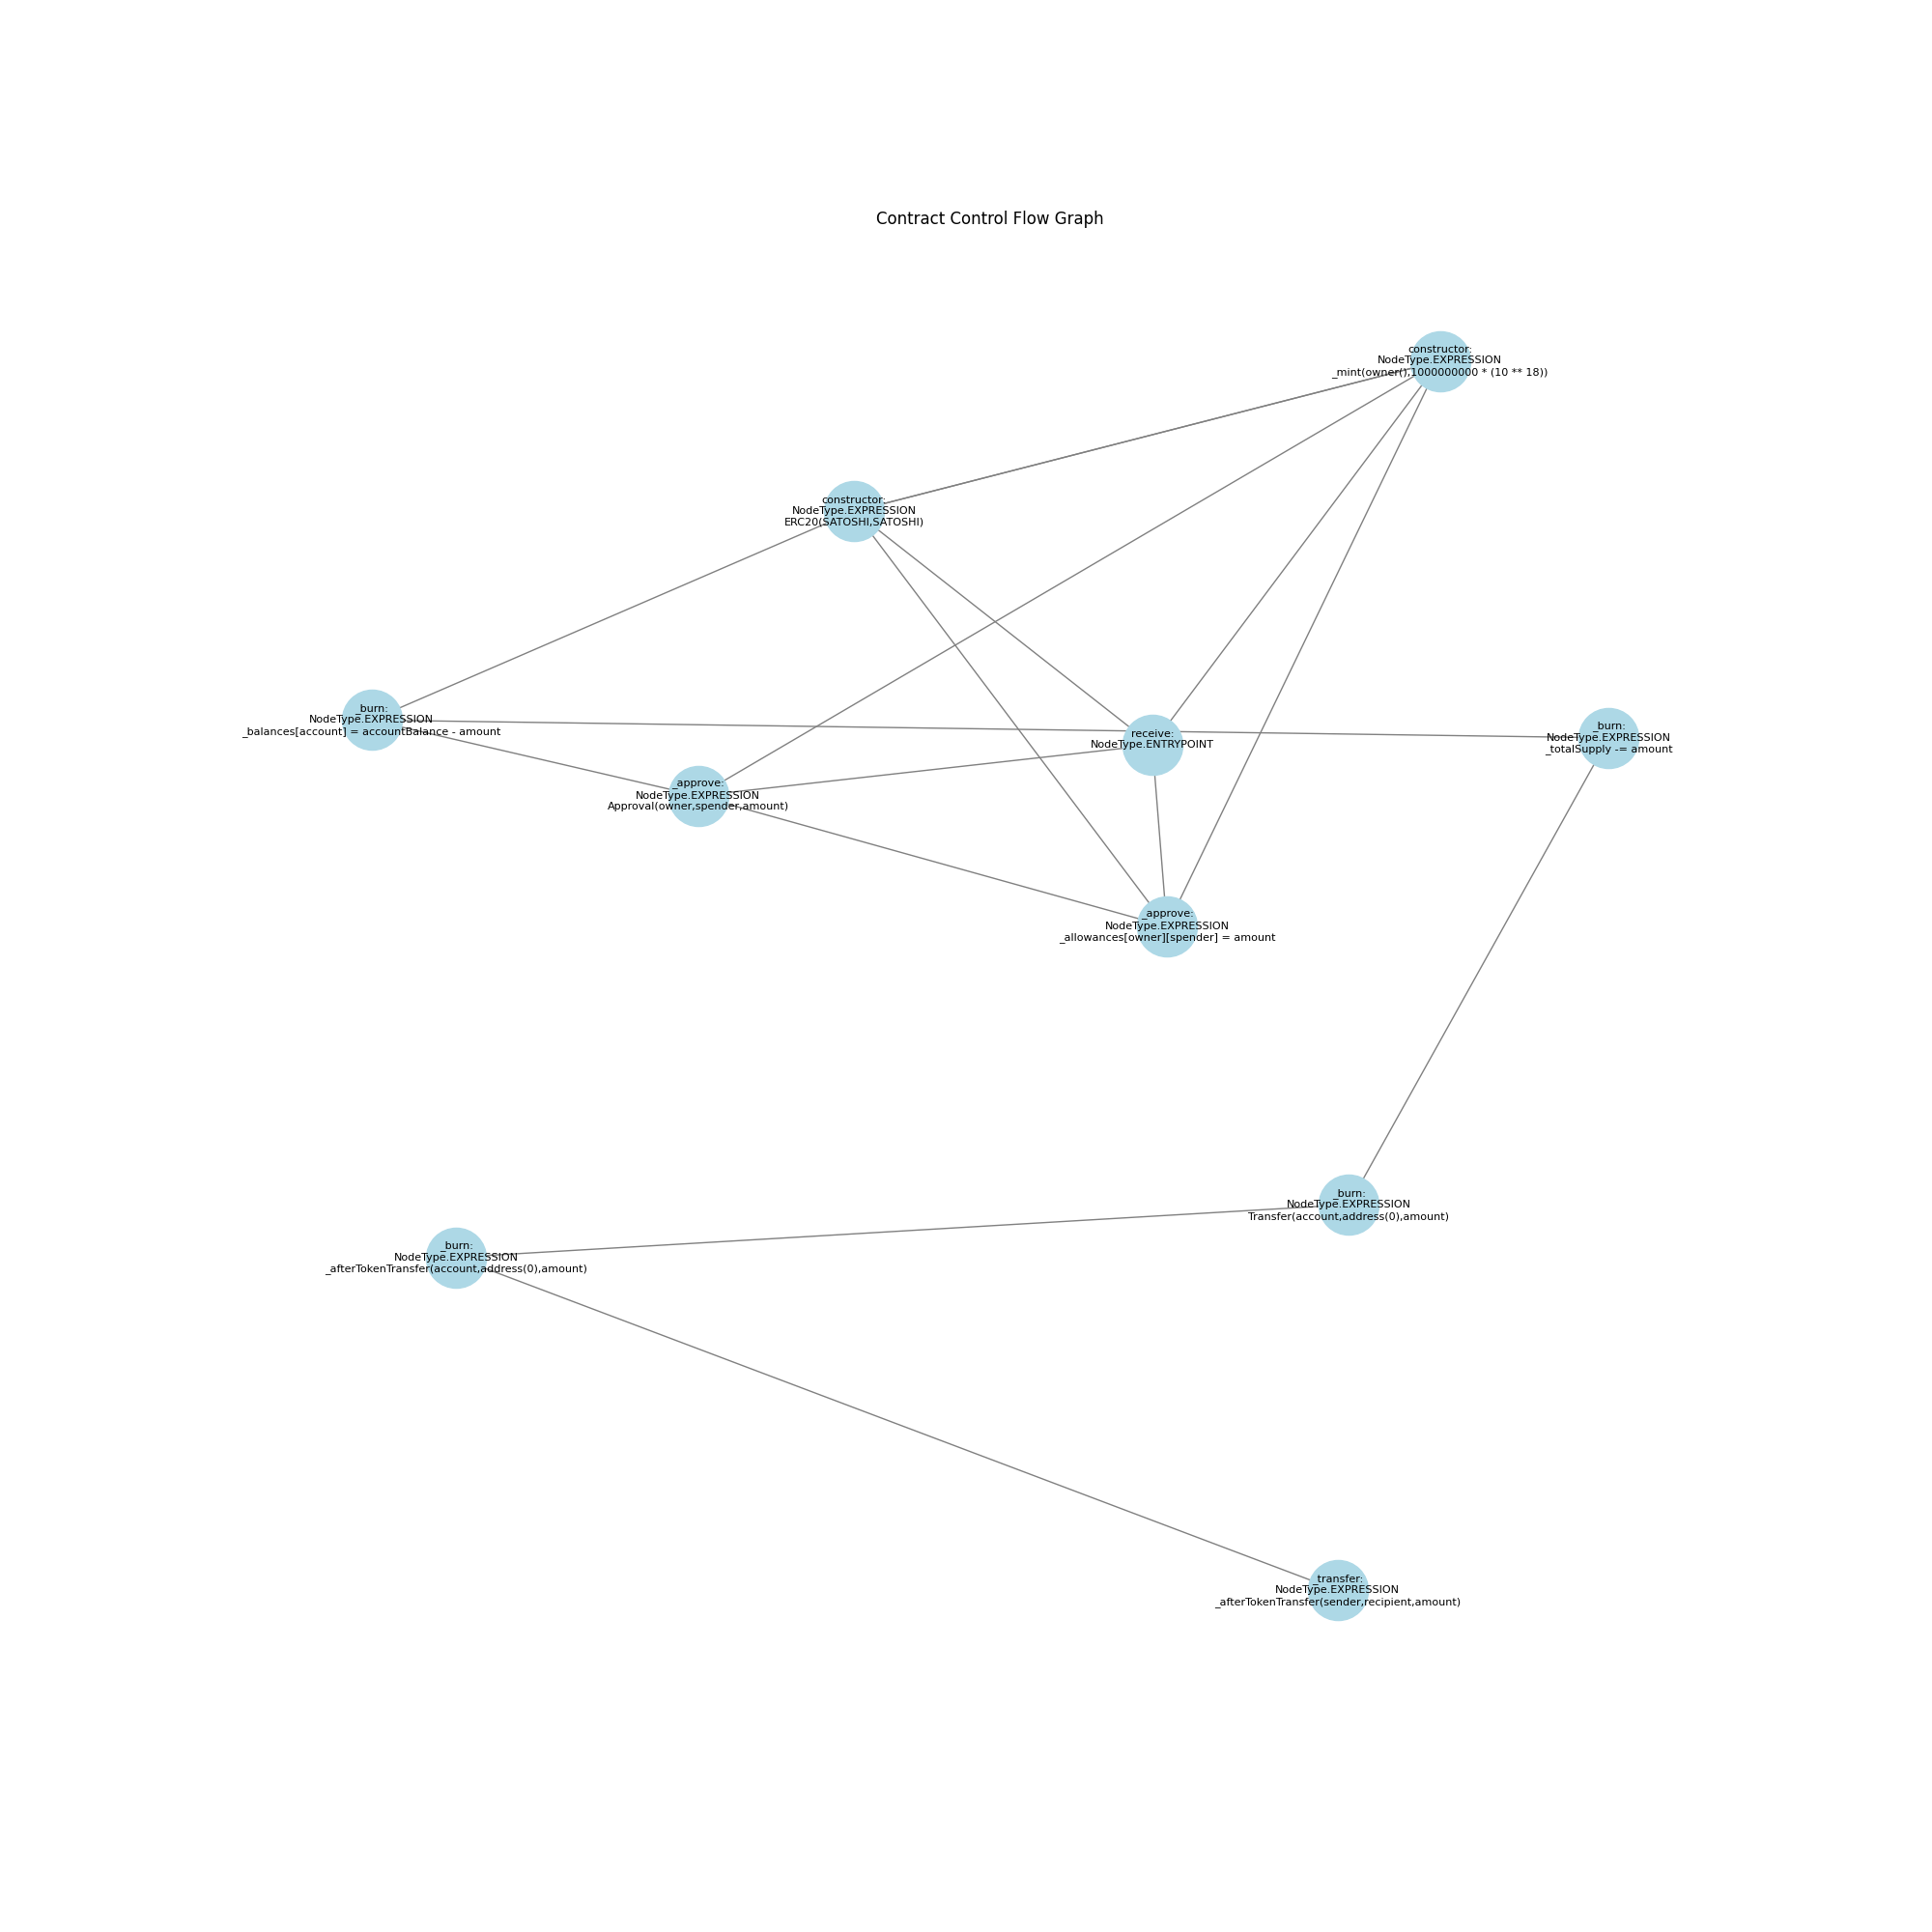 Contract Control Flow Graph
constructor:
NodeType.EXPRESSION
_mint(owner(),1000000000 * (10 ** 18))
constructor:
NodeType.EXPRESSION
ERC20(SATOSHI,SATOSHI)
_burn:
NodeType.EXPRESSION
_balances[account] = accountBalance - amount
receive:
NodeType.ENTRYPOINT
_burn:
NodeType.EXPRESSION
_totalSupply -= amount
_approve:
NodeType.EXPRESSION
Approval(owner,spender,amount)
_approve:
NodeType.EXPRESSION
_allowances[owner][spender] = amount
_burn:
NodeType.EXPRESSION
Transfer(account,address(0),amount)
_burn:
NodeType.EXPRESSION
_afterTokenTransfer(account,address(0),amount)
_transfer:
NodeType.EXPRESSION
_afterTokenTransfer(sender,recipient,amount)